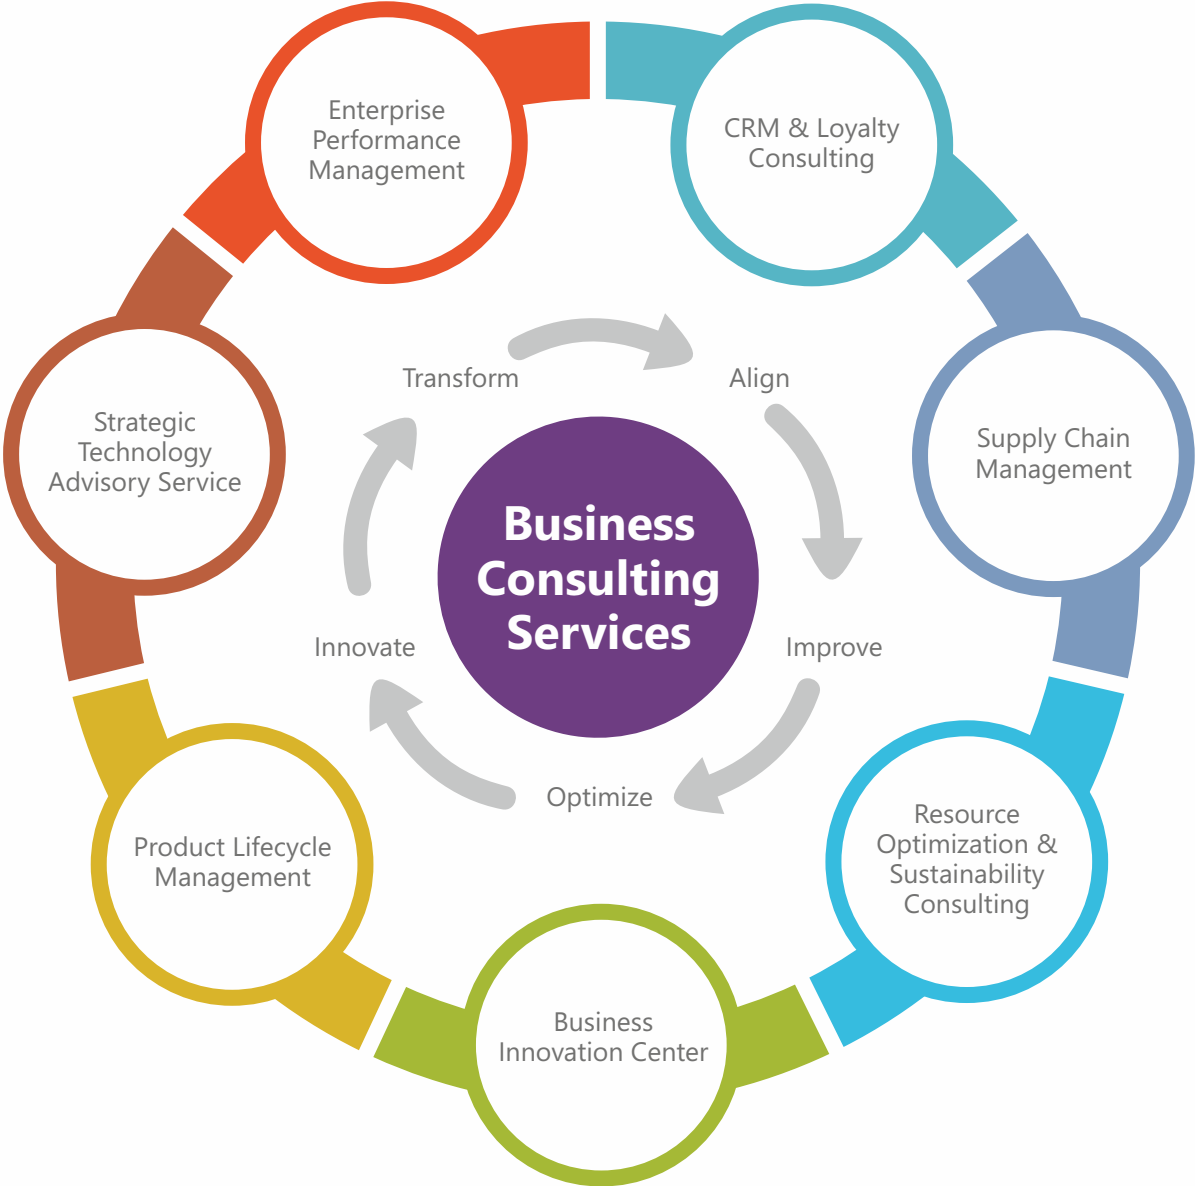 Enterprise
Performance
Management
CRM & Loyalty
Consulting
Transform
Align
Strategic
Technology
Advisory Service
Supply Chain
Management
Business
Consulting
Services
Innovate
Improve
Optimize
Product Lifecycle
Management
Resource
Optimization &
Sustainability
Consulting
Business
Innovation Center